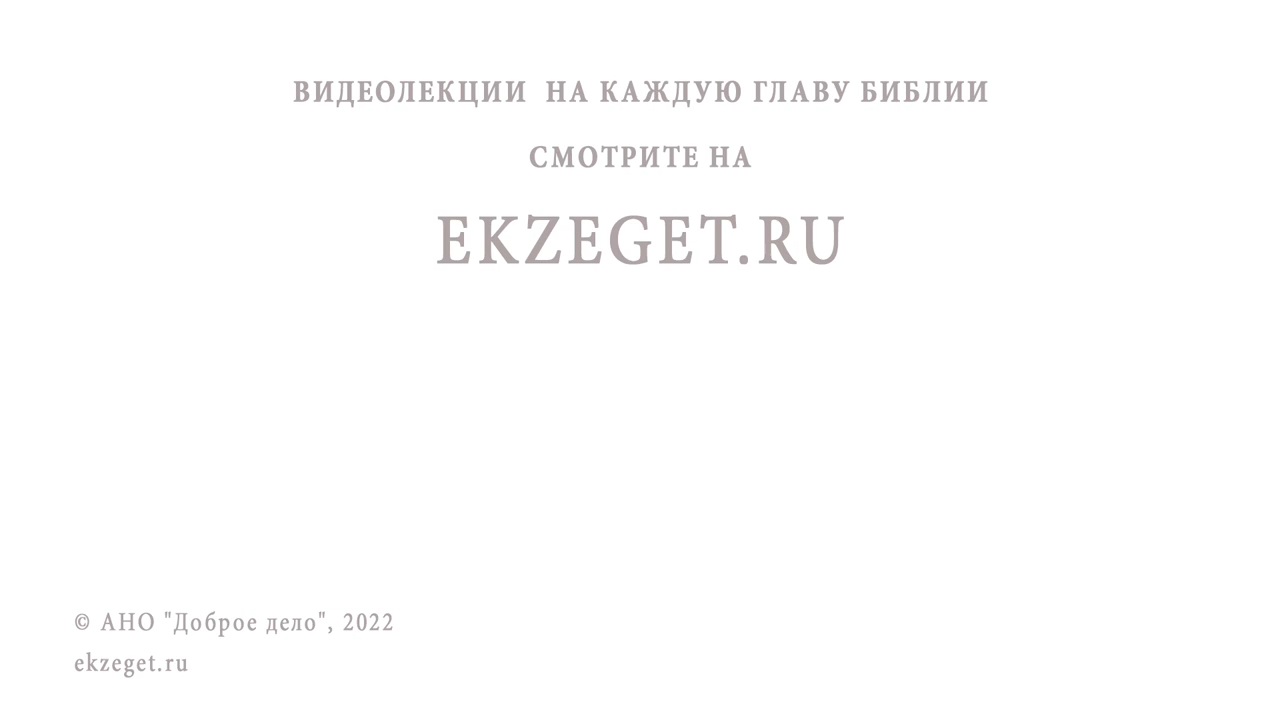 ВИДЕОЛЕКЦИИ НА КАЖДУЮ ГЛАВУ БИБЛИИ
СМОТРИТЕ НА
EKZEGET.RU
© АНО "Доброе дело", 2022
ekzeget.ru